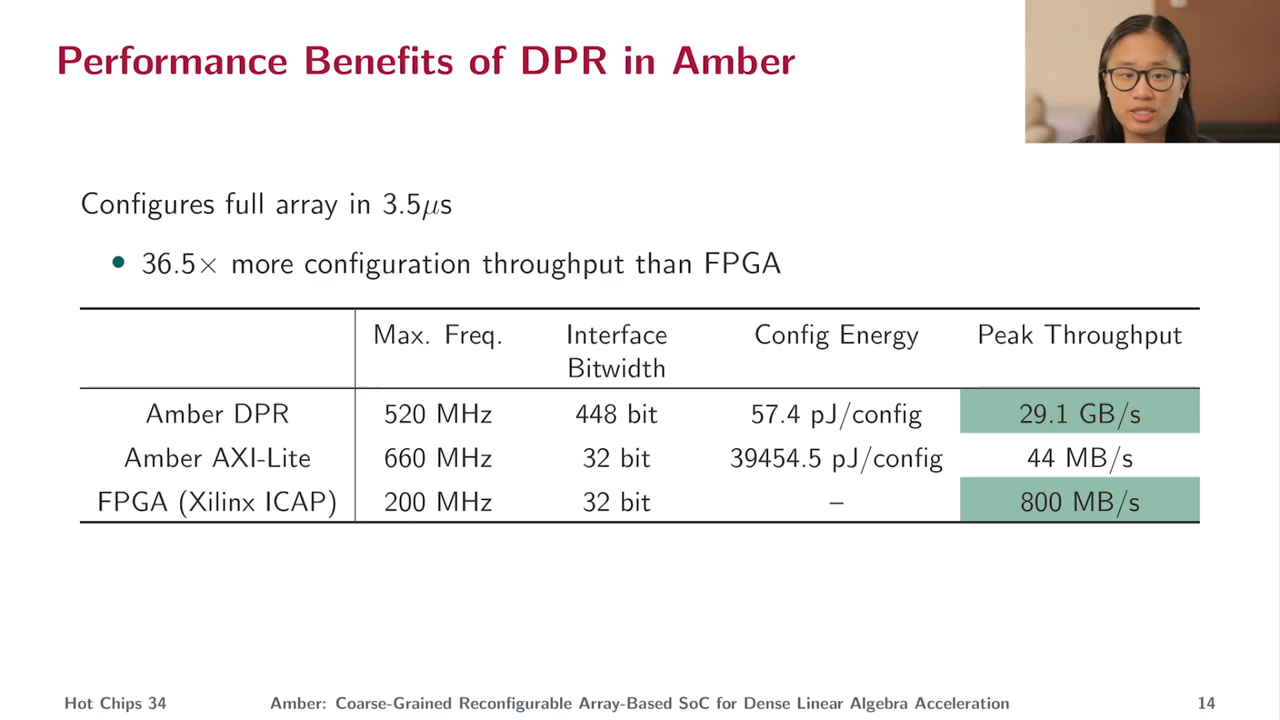 Performance Benefits of DPR in Amber
Configures full array in 3.5μs
• 36.5× more configuration throughput than FPGA
Max. Freq. Interface Bitwidth Config Energy Peak Throughput
Amber DPR 520 MHz 448 bit 57.4 pJ/config 29.1 GB/s
Amber AXI-Lite 660 MHz 32 bit 39454.5 pJ/config 44 MB/s
FPGA (Xilinx ICAP) 200 MHz 32 bit – 800 MB/s
Hot Chips 34 Amber: Coarse-Grained Reconfigurable Array-Based SoC for Dense Linear Algebra Acceleration 14